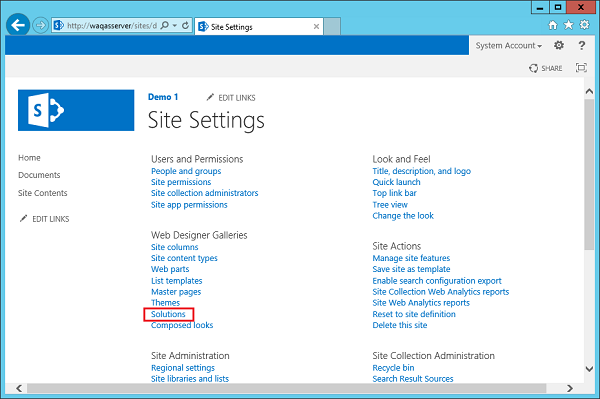 http://waqasserver/sites/d
Site Settings
System Account
SHARE
Demo 1
EDIT LINKS
Site Settings
Home
Documents
Site Contents
EDIT LINKS
Users and Permissions
People and groups
Site permissions
Site collection administrators
Site app permissions
Look and Feel
Title, description, and logo
Quick launch
Top link bar
Tree view
Change the look
Web Designer Galleries
Site columns
Site content types
Web parts
List templates
Master pages
Themes
Solutions
Composed looks
Site Actions
Manage site features
Save site as template
Enable search configuration export
Site Collection Web Analytics reports
Site Web Analytics reports
Reset to site definition
Delete this site
Site Administration
Regional settings
Site libraries and lists
Site Collection Administration
Recycle bin
Search Result Sources